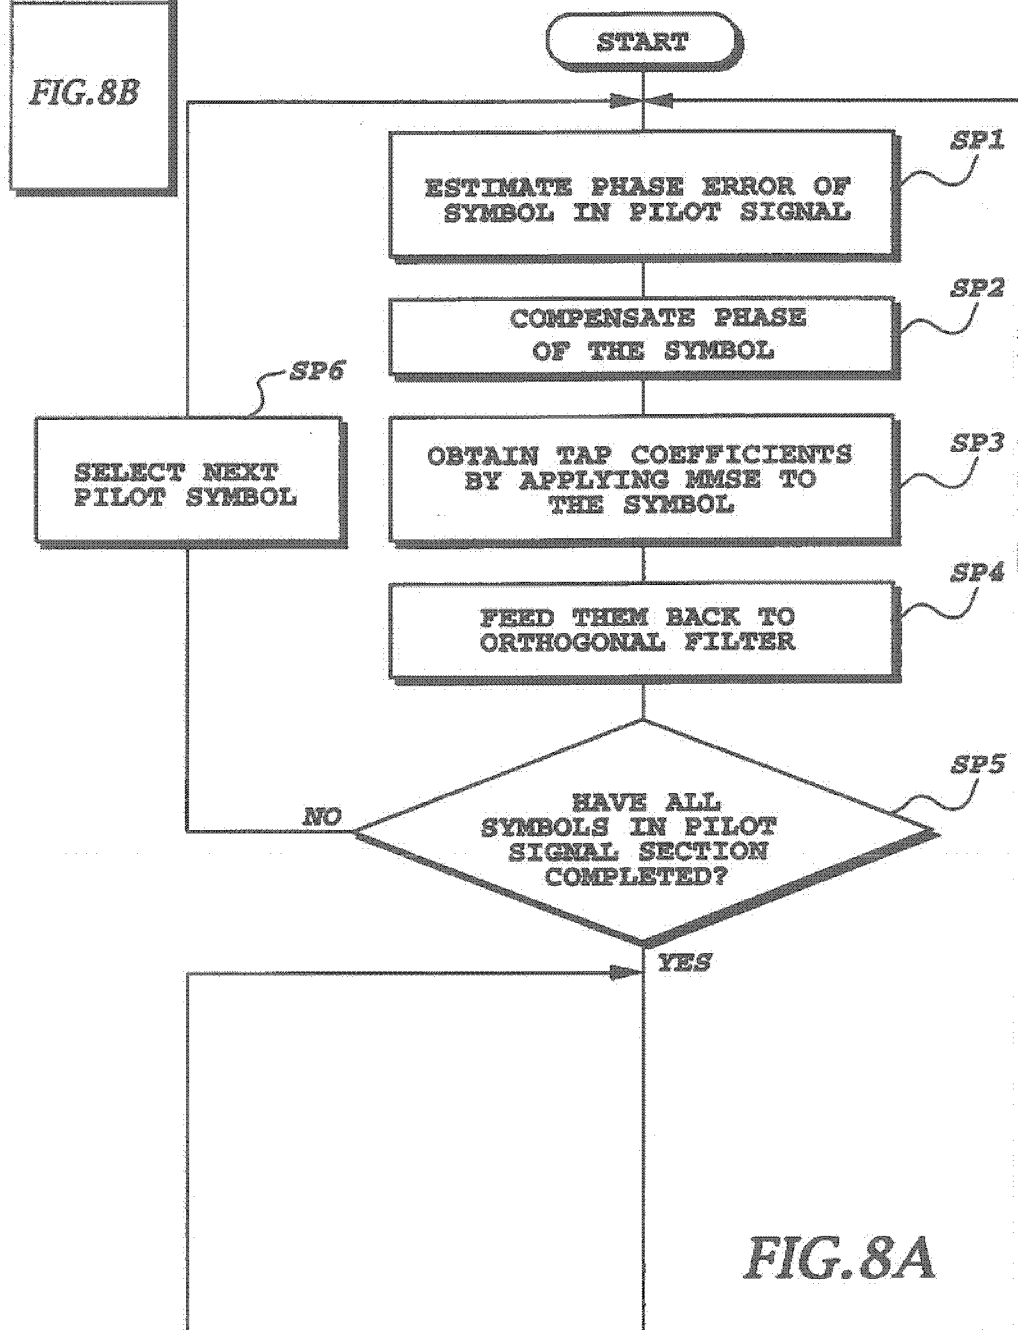 FIG.8B
START
SP1
ESTIMATE PHASE ERROR OF
SYMBOL IN PILOT SIGNAL
SP2
COMPENSATE PHASE
OF THE SYMBOL
SP6
SELECT NEXT
PILOT SYMBOL
SP3
OBTAIN TAP COEFFICIENTS
BY APPLYING MMSE TO
THE SYMBOL
SP4
FEED THEM BACK TO
ORTHOGONAL FILTER
SP5
HAVE ALL
SYMBOLS IN PILOT
SIGNAL SECTION
COMPLETED?
NO
YES
FIG.8A